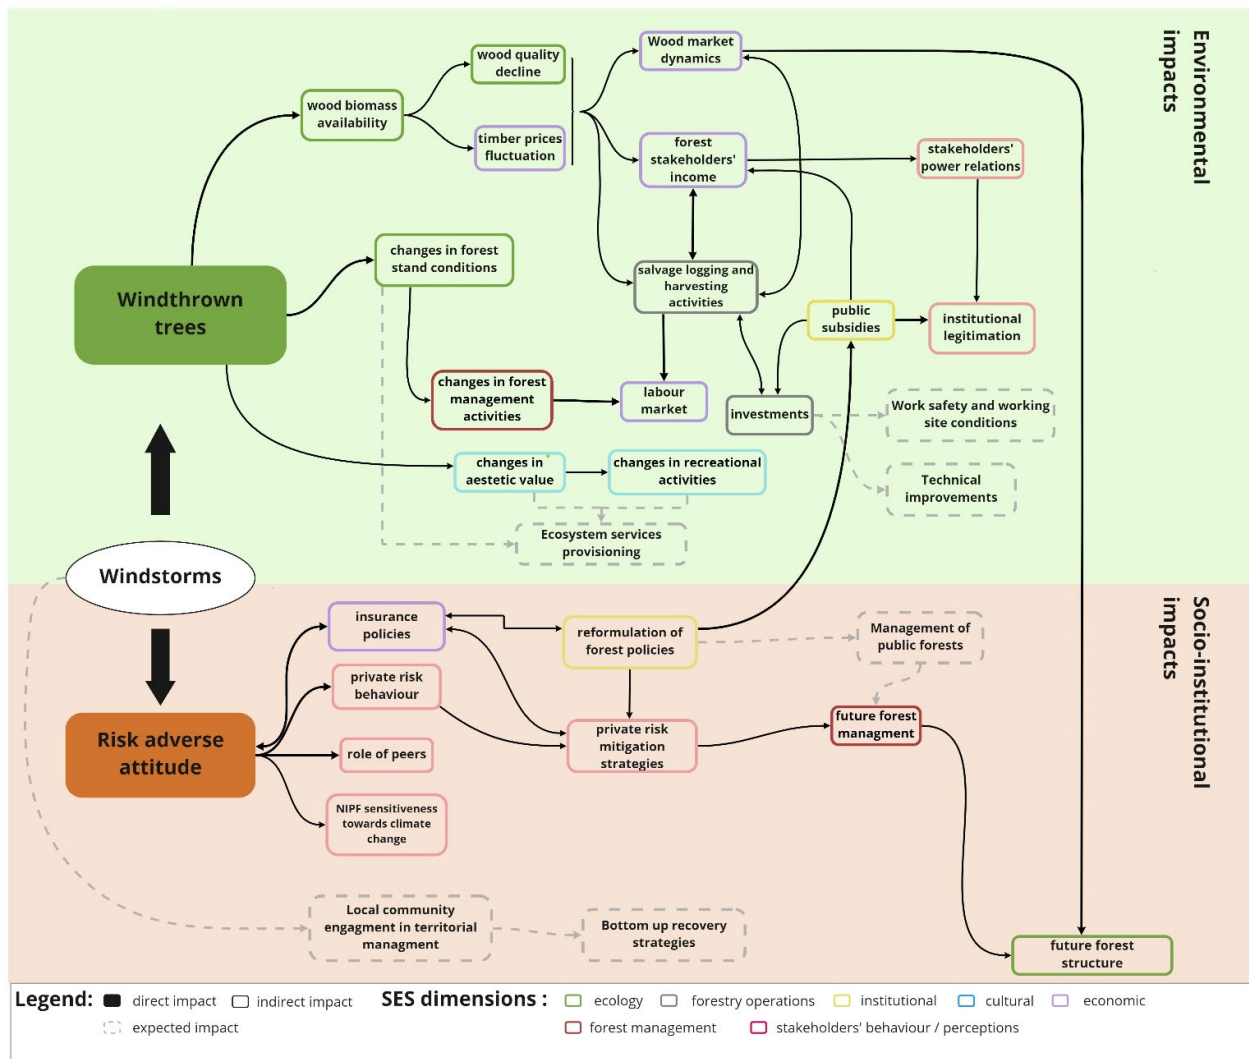 Environmental
impacts
wood quality
decline
Wood market
dynamics
wood biomass
availability
timber prices
fluctuation
forest
stakeholders'
income
stakeholders'
power relations
changes in forest
stand conditions
salvage logging and
harvesting
activities
Windthrown
trees
public
subsidies
institutional
legitimation
changes in forest
management
activities
labour
market
investments
Work safety and working
site conditions
changes in
aestetic value
changes in recreational
activities
Technical
improvements
Ecosystem services
provisioning
Windstorms
Socio-institutional
impacts
insurance
policies
reformulation of
forest policies
Management of
public forests
private risk
behaviour
Risk adverse
attitude
role of peers
private risk
mitigation
strategies
future forest
managment
NIPF sensitiveness
towards climate
change
Local community
engagment in territorial
managment
Bottom up recovery
strategies
future forest
structure
Legend: direct impact indirect impact SES dimensions : ecology forestry operations institutional cultural economic
expected impact forest management stakeholders' behaviour / perceptions